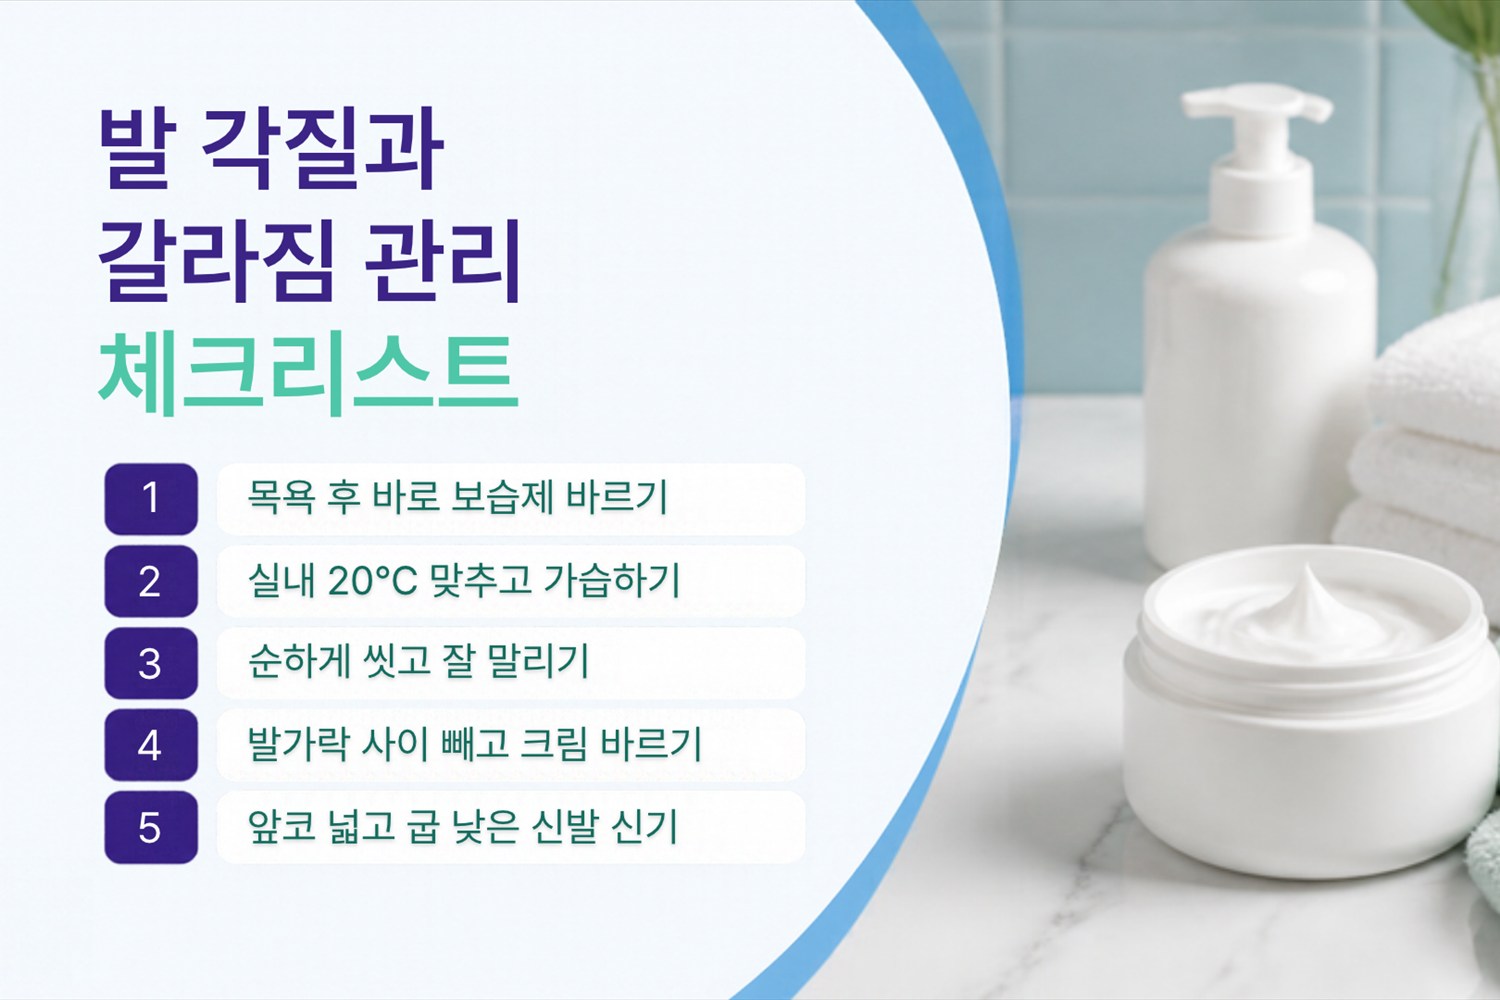 발 각질과
갈라짐 관리
체크리스트
1 목욕 후 바로 보습제 바르기
2 실내 20°C 맞추고 가습하기
3 순하게 씻고 잘 말리기
4 발가락 사이 빼고 크림 바르기
5 앞코 넓고 굽 낮은 신발 신기